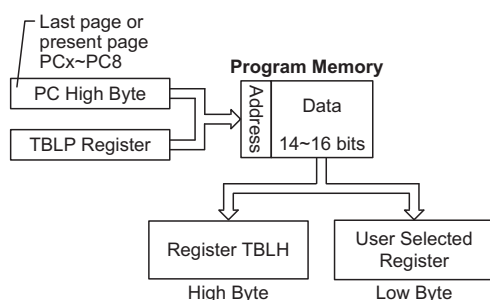 Last page or
present page
PCx~PC8
Program Memory
PC High Byte
TBLP Register
Address
Data
14~16 bits
Register TBLH
User Selected
Register
High Byte
Low Byte